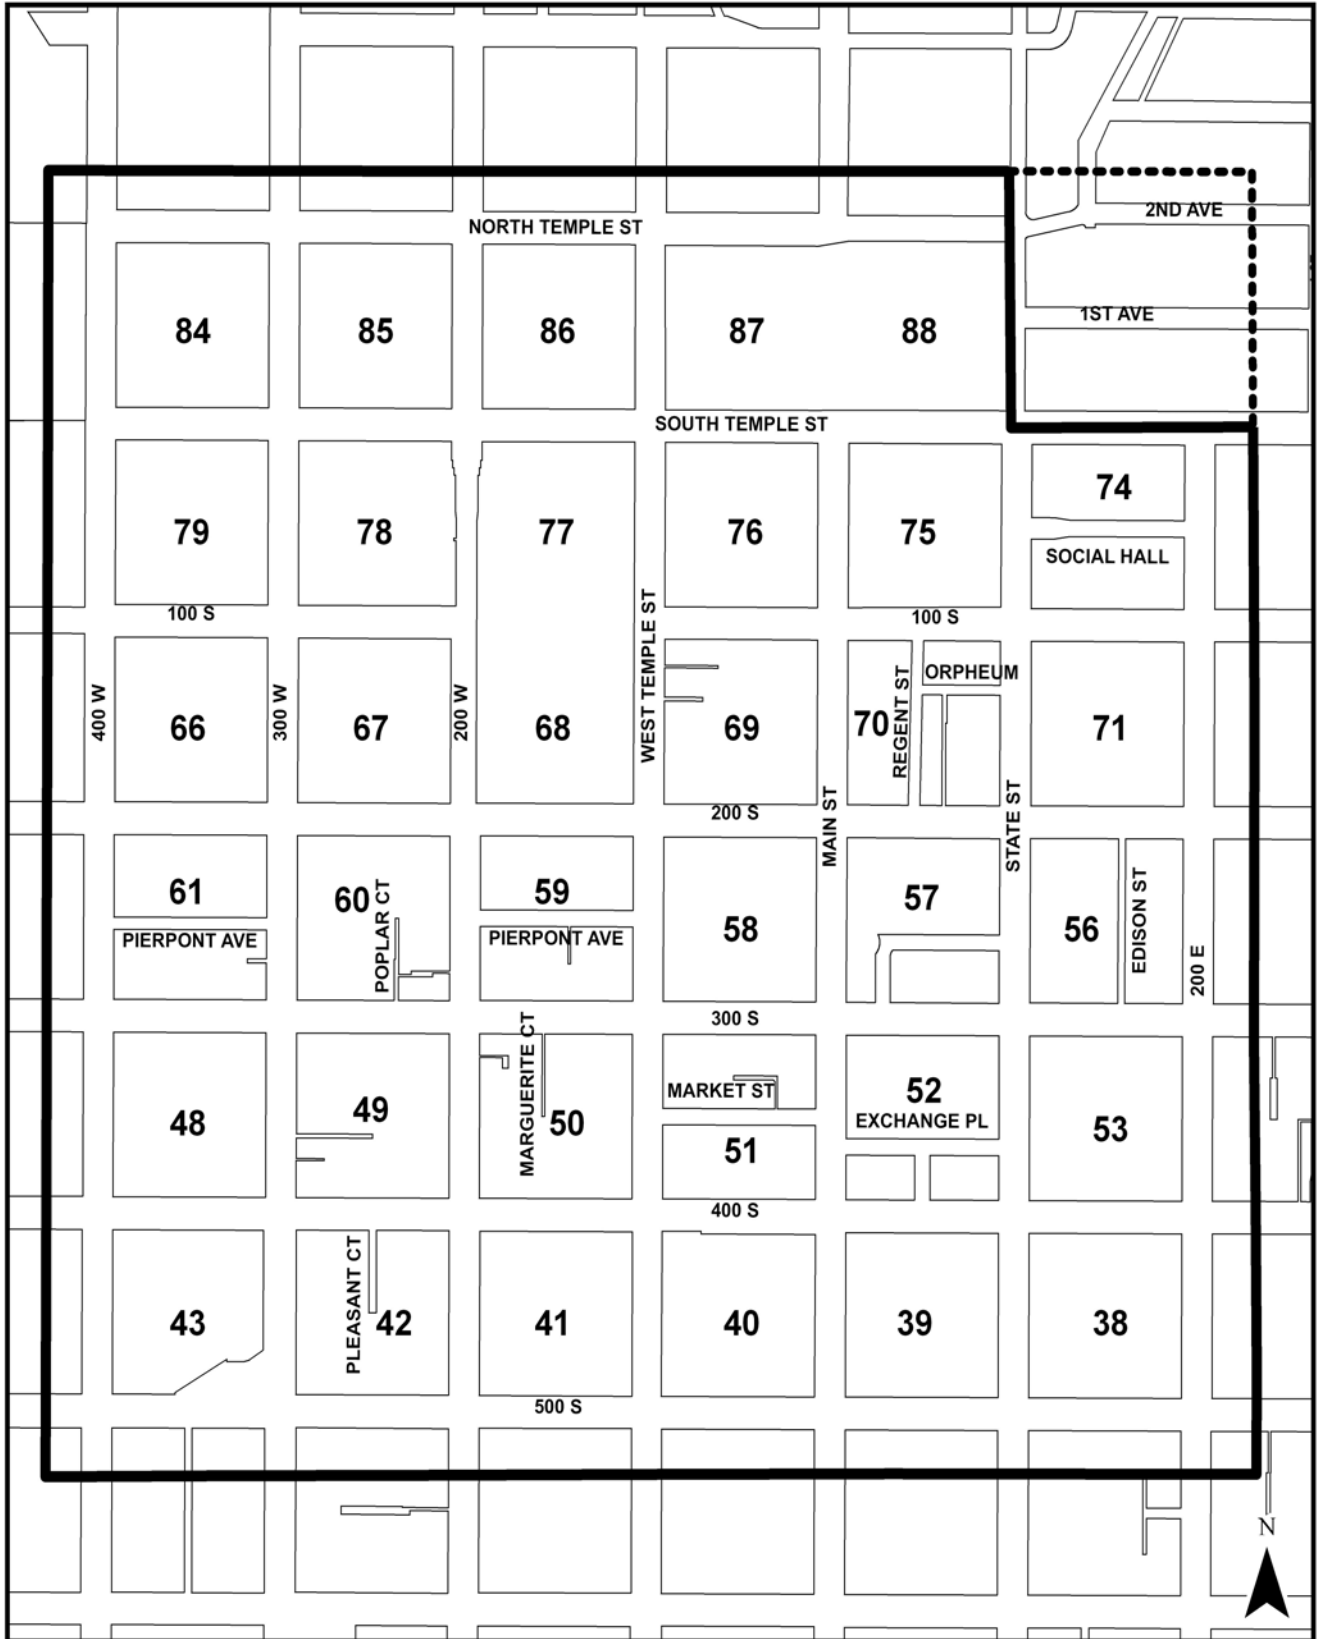 2ND AVE
NORTH TEMPLE ST
1ST AVE
84 85 86 87 88
SOUTH TEMPLE ST
74
79 78 77 76 75
SOCIAL HALL
100 S 100 S
ORPHEUM
400 W 300 W 200 W WEST TEMPLE ST REGENT ST
66 67 68 69 70 71
200 S
MAIN ST STATE ST
61 60 59 58 57 56
POPLAR CT EDISON ST
PIERPONT AVE PIERPONT AVE
200 E
300 S
MARGUERITE CT
MARKET ST
48 49 50 51 52 53
EXCHANGE PL
400 S
PLEASANT CT
43 42 41 40 39 38
500 S
N